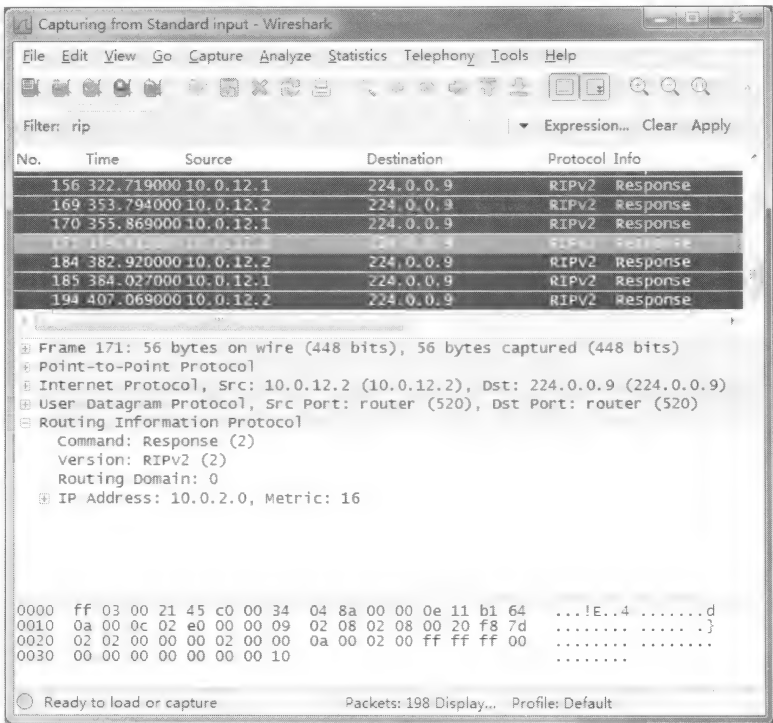 Capturing from Standard input - Wireshark
File Edit View Go Capture Analyze Statistics Telephony Tools Help
Filter: rip Expression... Clear Apply
No. Time Source Destination Protocol Info
156 322.719000 10.0.12.1 224.0.0.9 RIPv2 Response
169 353.794000 10.0.12.2 224.0.0.9 RIPv2 Response
170 355.869000 10.0.12.1 224.0.0.9 RIPv2 Response
184 382.920000 10.0.12.2 224.0.0.9 RIPv2 Response
185 384.027000 10.0.12.1 224.0.0.9 RIPv2 Response
194 407.069000 10.0.12.2 224.0.0.9 RIPv2 Response
Frame 171: 56 bytes on wire (448 bits), 56 bytes captured (448 bits)
Point-to-Point Protocol
Internet Protocol, Src: 10.0.12.2 (10.0.12.2), Dst: 224.0.0.9 (224.0.0.9)
User Datagram Protocol, Src Port: router (520), Dst Port: router (520)
Routing Information Protocol
Command: Response (2)
Version: RIPv2 (2)
Routing Domain: 0
IP Address: 10.0.2.0, Metric: 16
0000 ff 03 00 21 45 c0 00 34 04 8a 00 00 0e 11 b1 64 ...!E..4 .......d
0010 0a 00 0c 02 e0 00 00 09 02 08 02 08 00 20 f8 7d ........ ..... .}
0020 02 02 00 00 00 02 00 00 0a 00 02 00 ff ff ff 00 ........ ........
0030 00 00 00 00 00 00 00 10 ........
Ready to load or capture Packets: 198 Display... Profile: Default